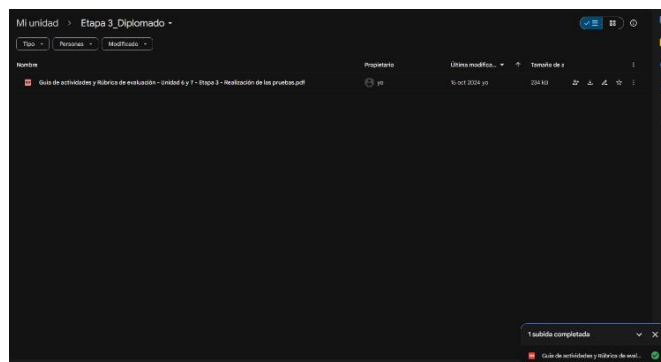 Mi unidad > Etapa 3_Diplomado
Tipo Personas Modificado
Nombre Propietario Última modifica... Tamaño de a
Guia de actividades y Rúbrica de evaluación - Unidad 6 y 7 - Etapa 3 - Realización de las pruebas.pdf yo 16 oct 2024 yo 234 kB
1 subida completada
Guia de actividades y Rúbrica de eval...